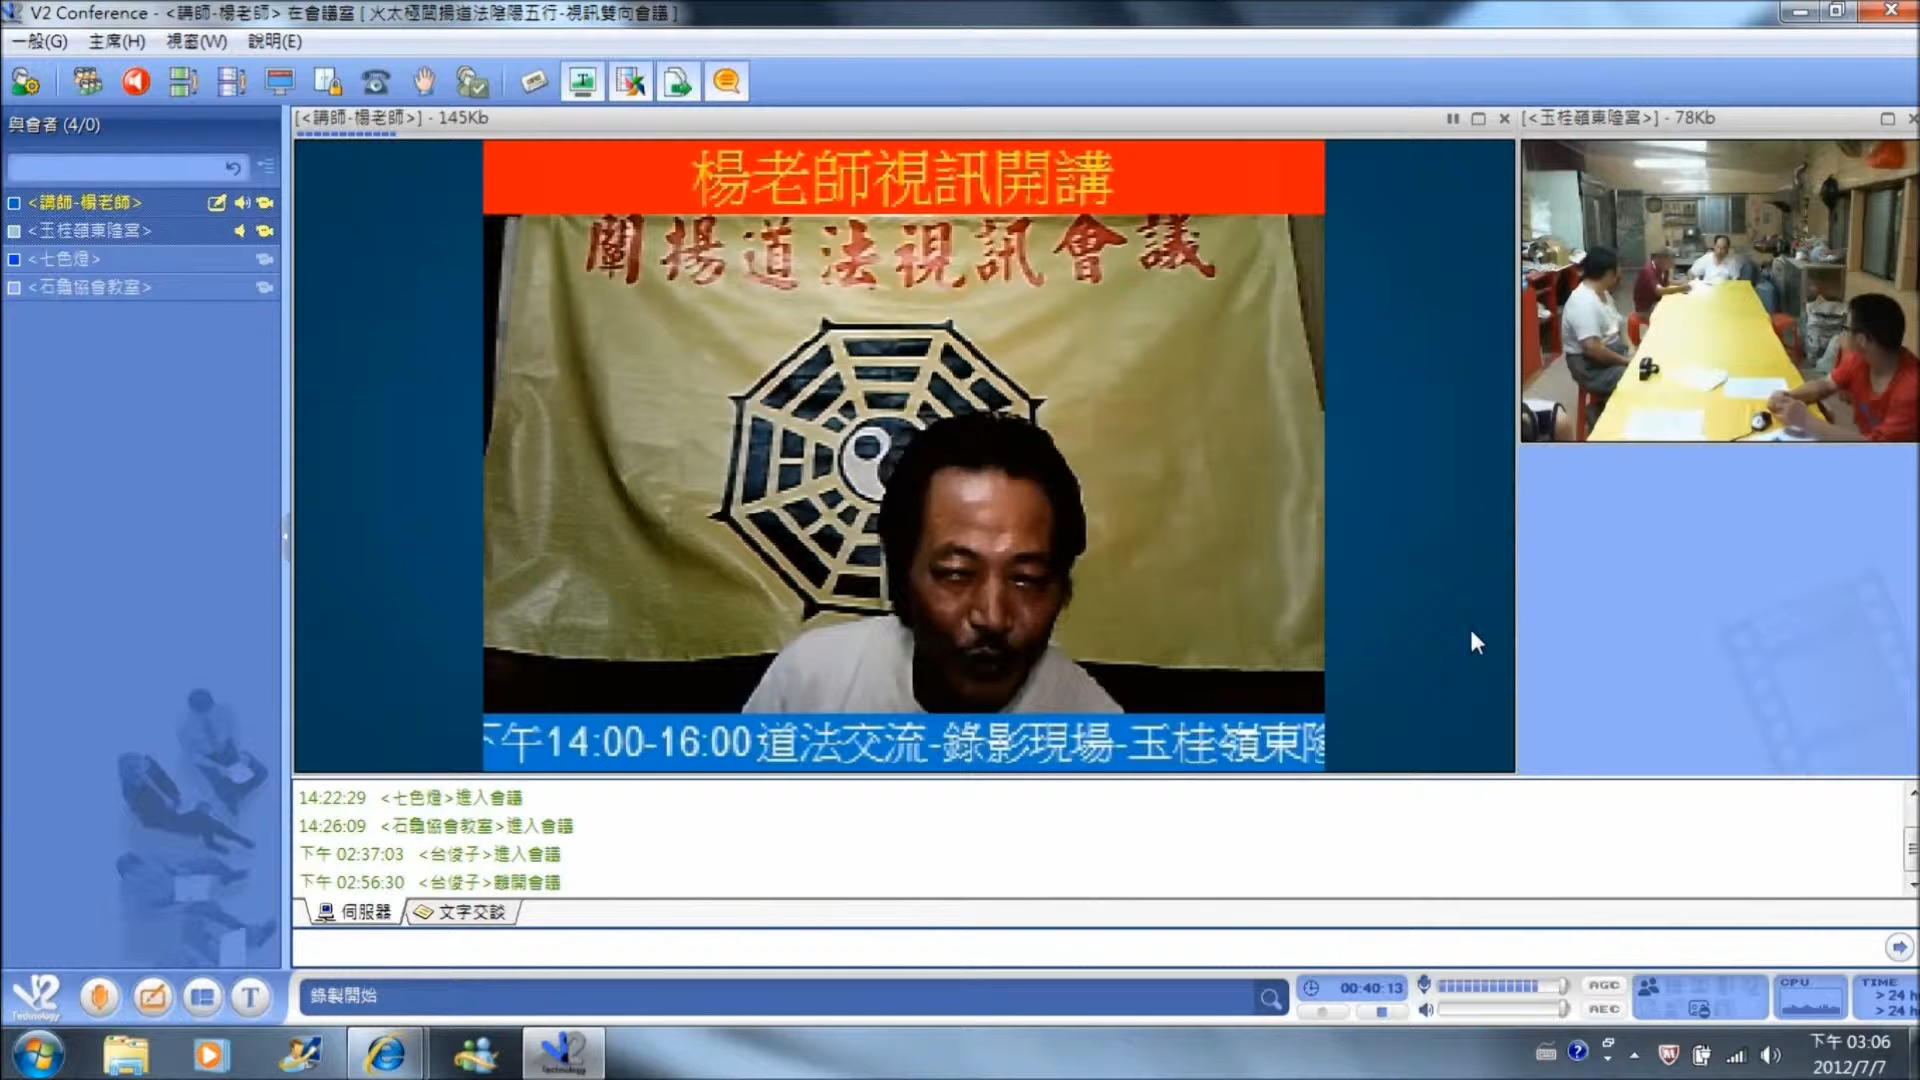 V2 Conference - <講師-楊老師> 在會議室 [ 火太極闡揚道法陰陽五行-視訊雙向會議 ]
一般(G) 主席(H) 視窗(W) 說明(E)
與會者 (4/0)
<講師-楊老師>
<玉桂嶺東隆宮>
<七色燈>
<石龜協會教室>
[<講師-楊老師>] - 145Kb
[<玉桂嶺東隆宮>] - 78Kb
楊老師視訊開講
闡揚道法視訊會議
下午14:00-16:00道法交流-錄影現場-玉桂嶺東隆
14:22:29 <七色燈>進入會議
14:26:09 <石龜協會教室>進入會議
下午 02:37:03 <台俊子>進入會議
下午 02:56:30 <台俊子>離開會議
伺服器 文字交談
V2 Technology
T
錄製開始
00:40:13
AGC
AEC
CPU
TIME
> 24 h
> 24 h
下午 03:06
2012/7/7